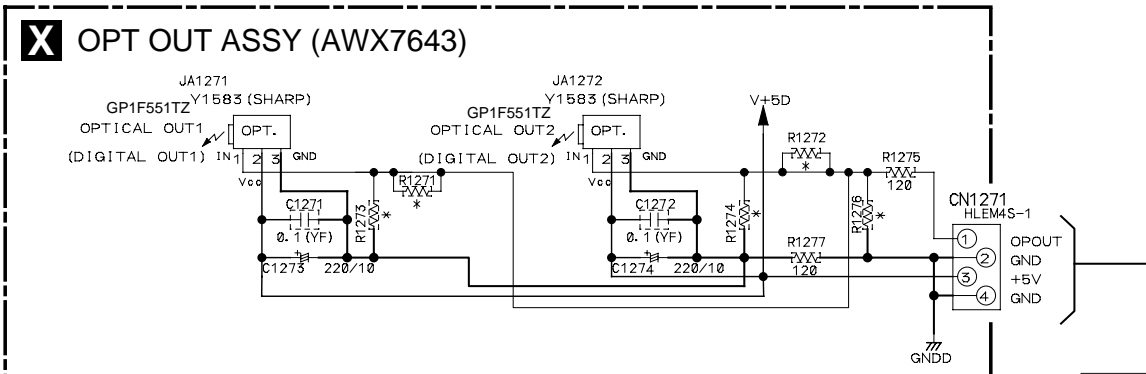 X OPT OUT ASSY (AWX7643)
JA1271
Y1583 (SHARP)
GP1F551TZ
OPTICAL OUT1
(DIGITAL OUT1)
OPT.
IN 1 2 3 GND
Vcc
C1271
0.1(YF)
C1273
220/10
R1273
*
R1271
*
JA1272
Y1583 (SHARP)
GP1F551TZ
OPTICAL OUT2
(DIGITAL OUT2)
OPT.
IN 1 2 3 GND
Vcc
C1272
0.1(YF)
C1274
220/10
R1274
*
V+5D
R1272
*
R1275
120
R1276
*
R1277
120
CN1271
HLEM4S-1
1 OPOUT
2 GND
3 +5V
4 GND
GNDD